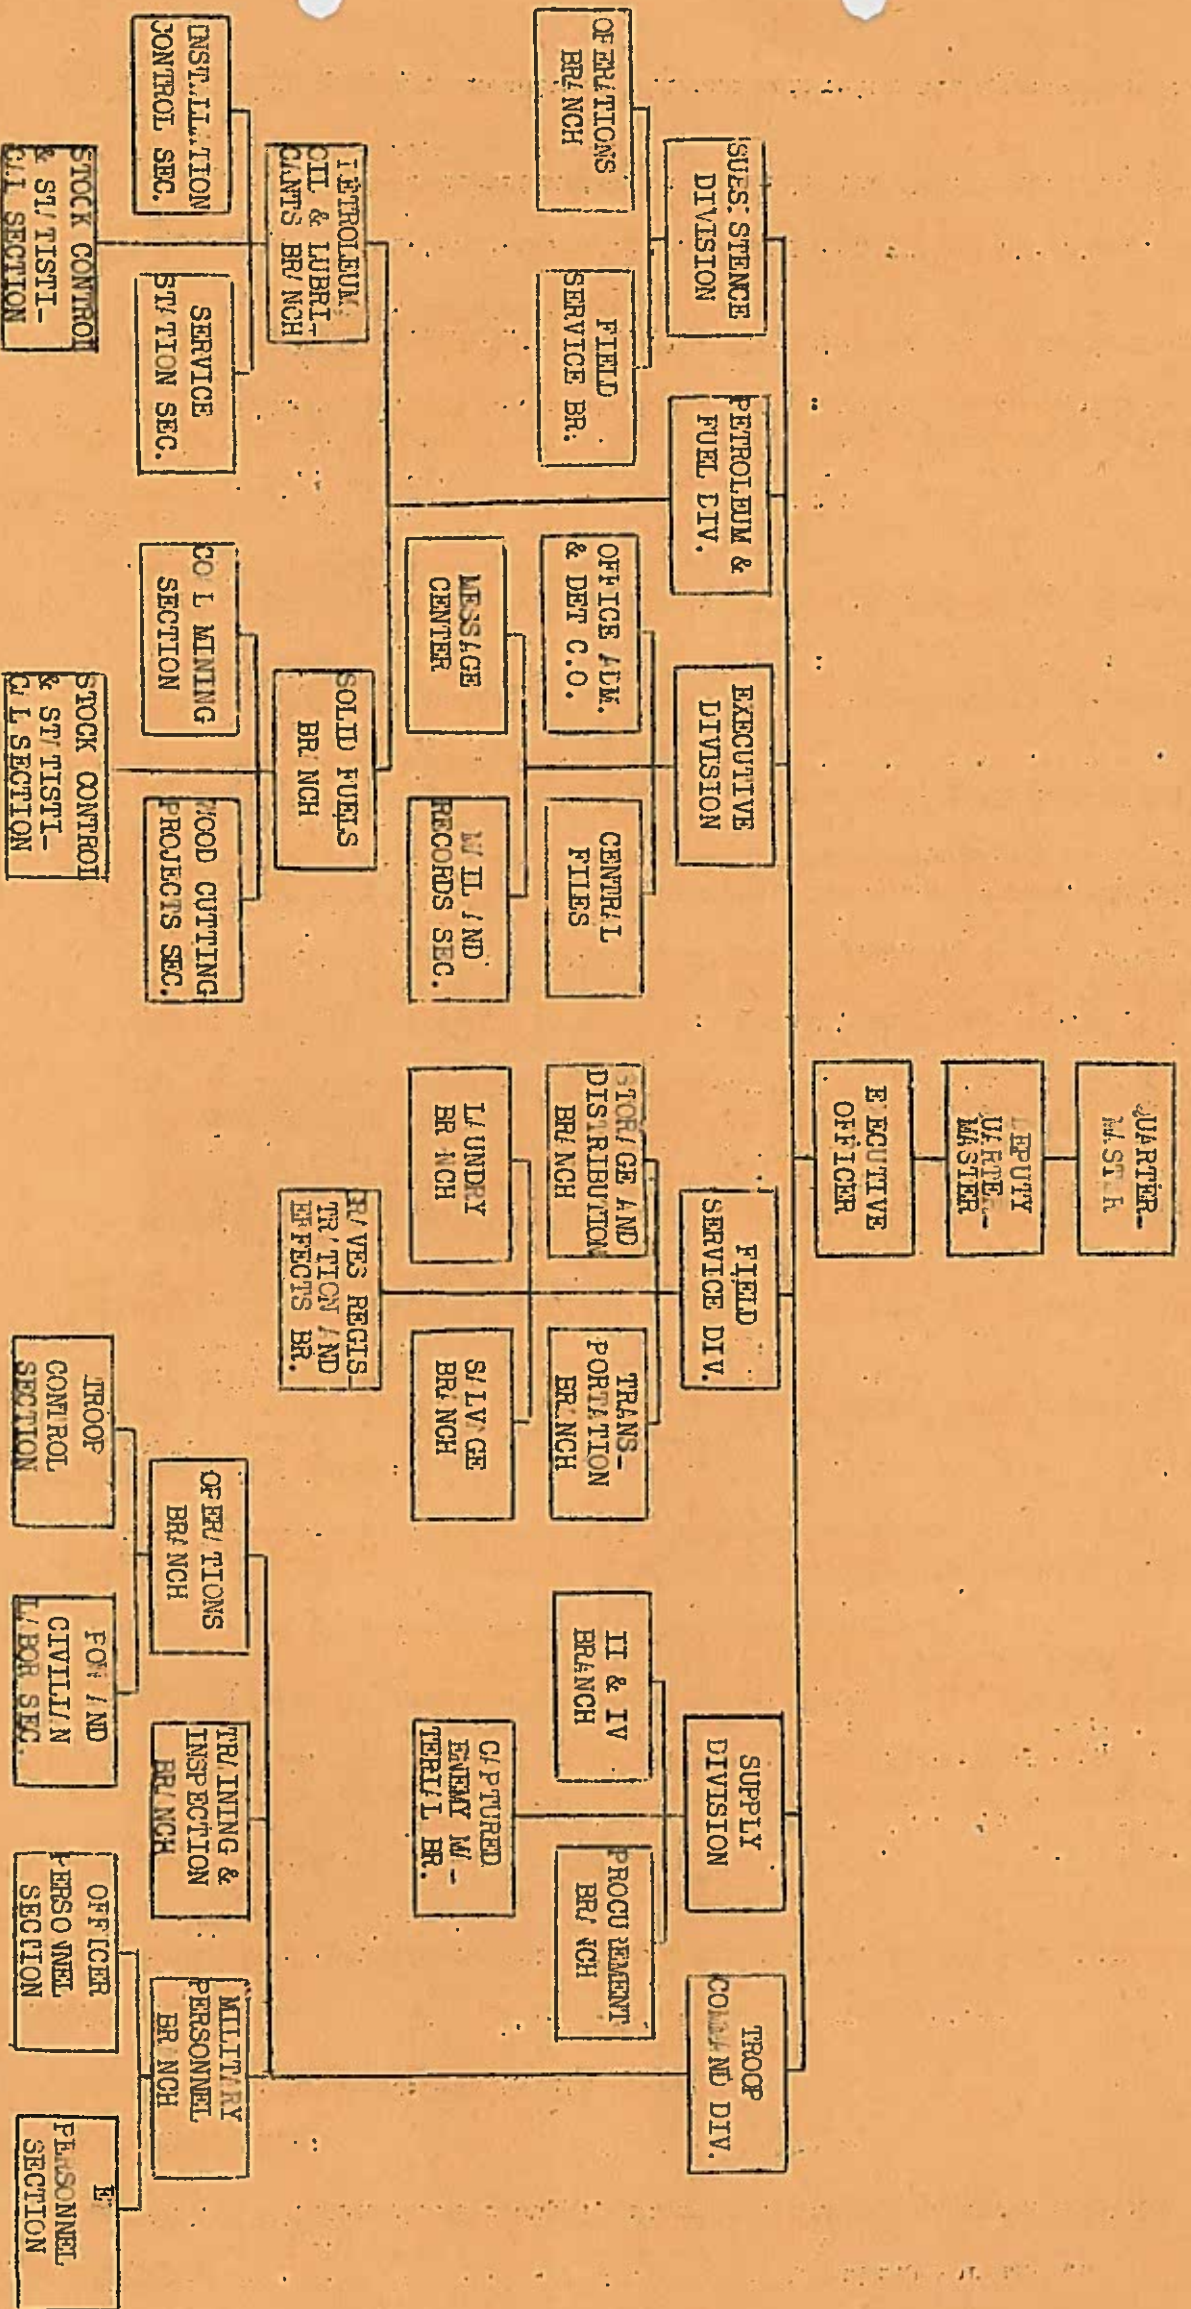 QUARTER-
MASTER
DEPUTY
QUARTER-
MASTER
EXECUTIVE
OFFICER
SUBSISTENCE
DIVISION
PETROLEUM &
FUEL DIV.
EXECUTIVE
DIVISION
FIELD
SERVICE DIV.
SUPPLY
DIVISION
TROOP
COMMAND DIV.
OPERATIONS
BRANCH
FIELD
SERVICE BR.
OFFICE ADM.
& DET C.O.
CENTRAL
FILES
STORAGE AND
DISTRIBUTION
BRANCH
TRANS-
PORTATION
BRANCH
II & IV
BRANCH
PROCUREMENT
BRANCH
MESSAGE
CENTER
MAIL AND
RECORDS SEC.
LAUNDRY
BRANCH
SALVAGE
BRANCH
CAPTURED
ENEMY MA-
TERIAL BR.
PETROLEUM,
OIL & LUBRI-
CANTS BRANCH
SOLID FUELS
BRANCH
GRAVES REGIS
TRATION AND
EFFECTS BR.
INSTALLATION
CONTROL SEC.
SERVICE
STATION SEC.
COAL MINING
SECTION
WOOD CUTTING
PROJECTS SEC.
OPERATIONS
BRANCH
TRAINING &
INSPECTION
BRANCH
MILITARY
PERSONNEL
BRANCH
STOCK CONTROL
& STATISTI-
CAL SECTION
STOCK CONTROL
& STATISTI-
CAL SECTION
TROOP
CONTROL
SECTION
POW AND
CIVILIAN
LABOR SEC.
OFFICER
PERSONNEL
SECTION
PERSONNEL
SECTION